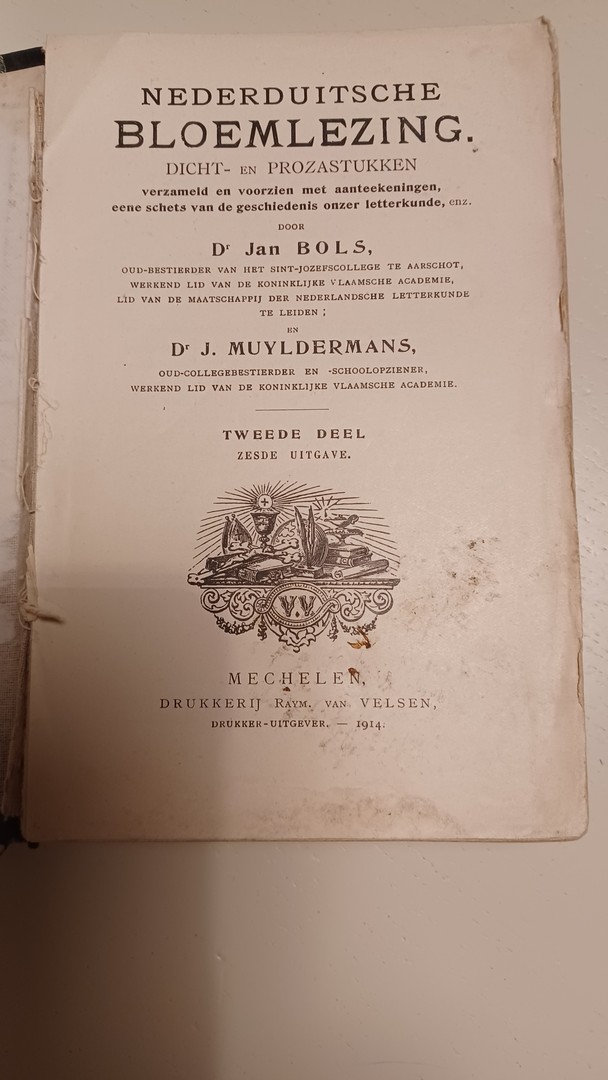 NEDERDUITSCHE
BLOEMLEZING.
DICHT- EN PROZASTUKKEN
verzameld en voorzien met aanteekeningen,
eene schets van de geschiedenis onzer letterkunde, enz.
DOOR
Dr Jan BOLS,
OUD-BESTIERDER VAN HET SINT-JOZEFSCOLLEGE TE AARSCHOT,
WERKEND LID VAN DE KONINKLIJKE VLAAMSCHE ACADEMIE,
LID VAN DE MAATSCHAPPIJ DER NEDERLANDSCHE LETTERKUNDE
TE LEIDEN ;
EN
Dr J. MUYLDERMANS,
OUD-COLLEGEBESTIERDER EN -SCHOOLOPZIENER,
WERKEND LID VAN DE KONINKLIJKE VLAAMSCHE ACADEMIE.
TWEEDE DEEL
ZESDE UITGAVE.
V.V
MECHELEN,
DRUKKERIJ RAYM. VAN VELSEN,
DRUKKER-UITGEVER. — 1914.